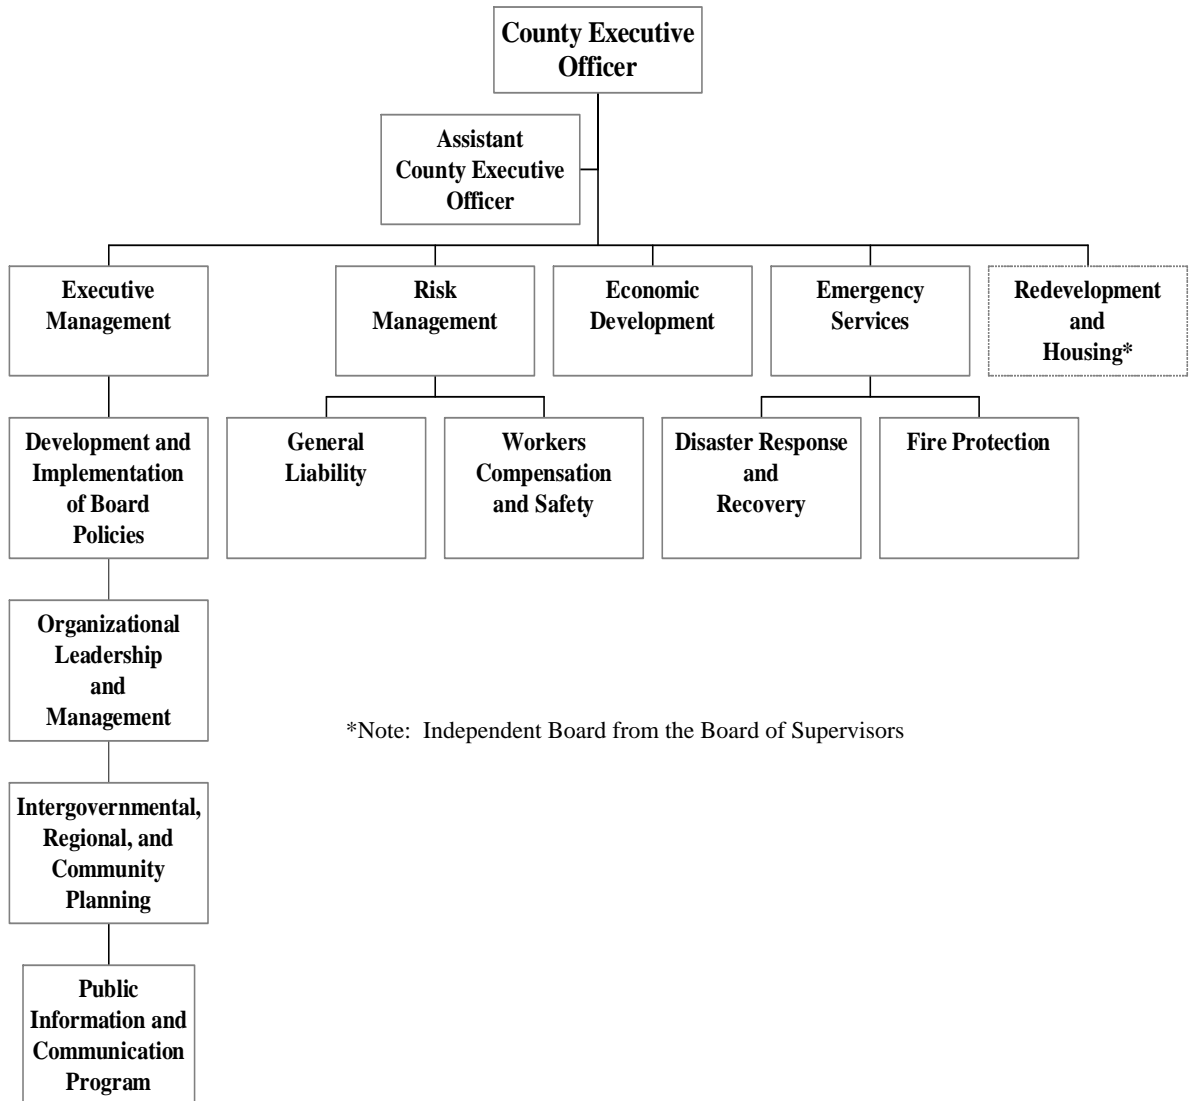 County Executive
Officer
Assistant
County Executive
Officer
Executive
Management
Risk
Management
Economic
Development
Emergency
Services
Redevelopment
and
Housing*
Development and
Implementation
of Board
Policies
General
Liability
Workers
Compensation
and Safety
Disaster Response
and
Recovery
Fire Protection
Organizational
Leadership
and
Management
*Note:  Independent Board from the Board of Supervisors
Intergovernmental,
Regional, and
Community
Planning
Public
Information and
Communication
Program